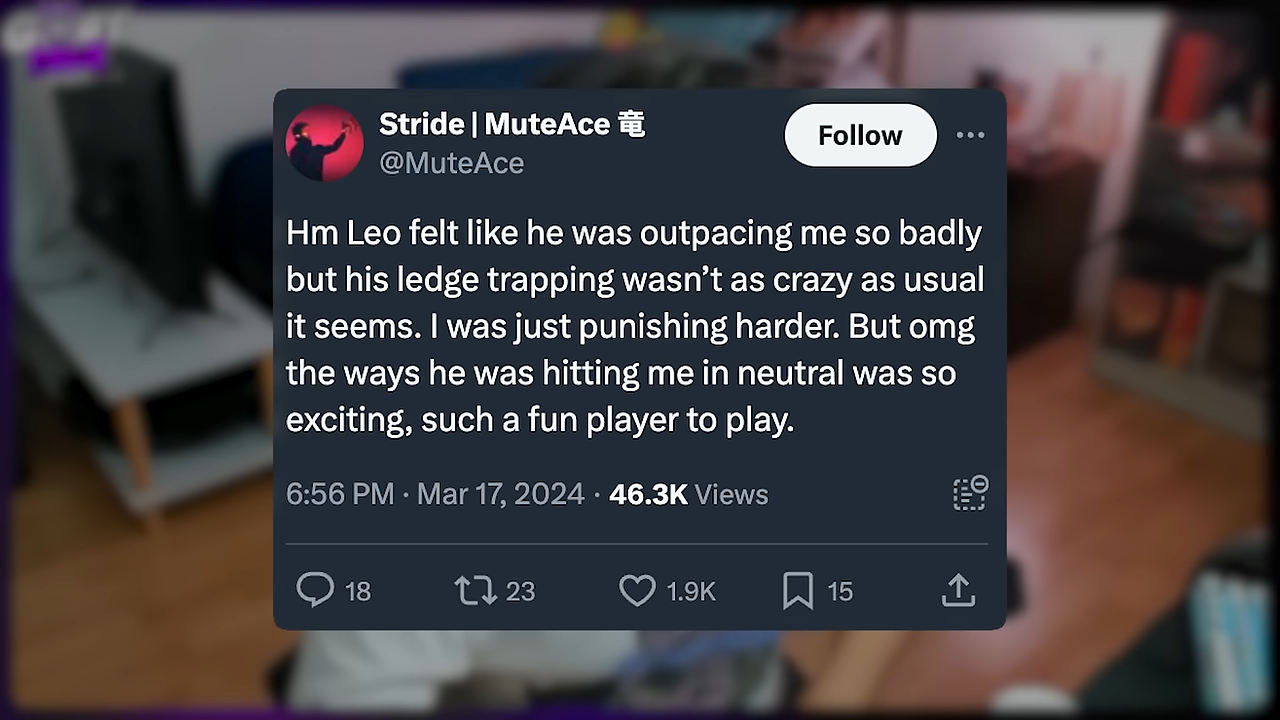 Stride | MuteAce 竜
@MuteAce
Follow
Hm Leo felt like he was outpacing me so badly
but his ledge trapping wasn’t as crazy as usual
it seems. I was just punishing harder. But omg
the ways he was hitting me in neutral was so
exciting, such a fun player to play.
6:56 PM · Mar 17, 2024 · 46.3K Views
18 23 1.9K 15